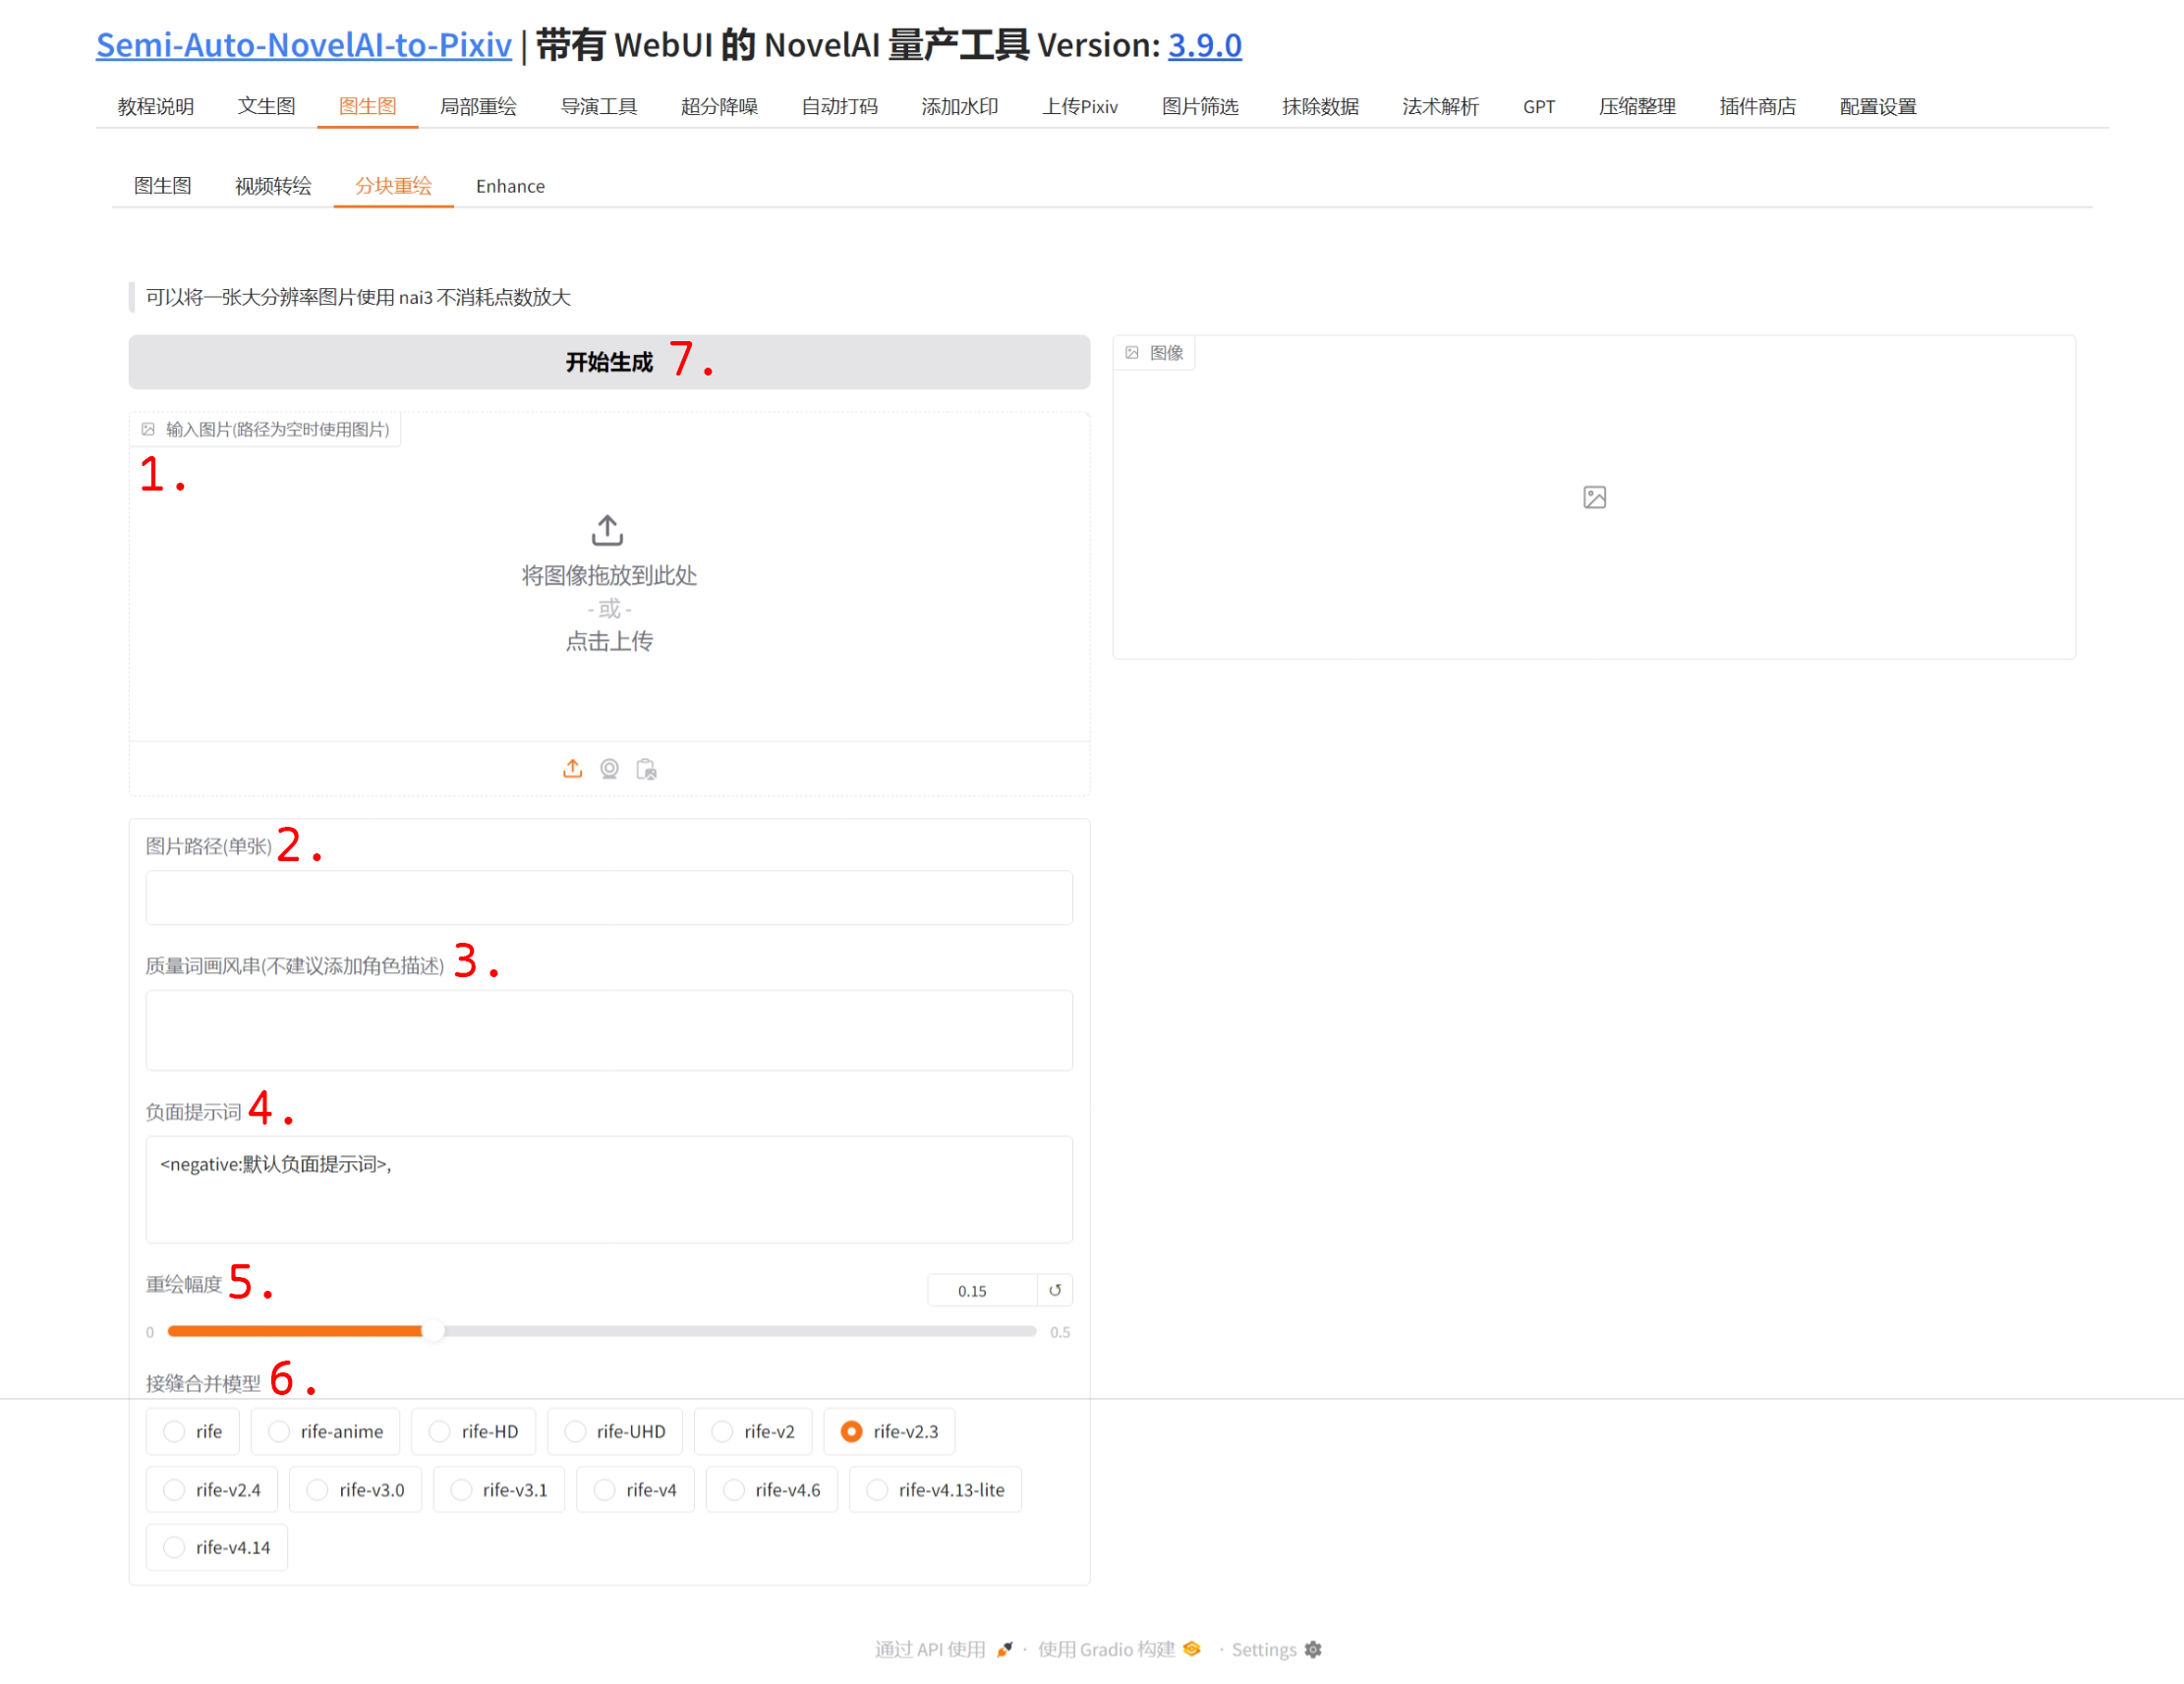 Semi-Auto-NovelAI-to-Pixiv | 带有 WebUI 的 NovelAI 量产工具 Version: 3.9.0
教程说明 文生图 图生图 局部重绘 导演工具 超分降噪 自动打码 添加水印 上传Pixiv 图片筛选 抹除数据 法术解析 GPT 压缩整理 插件商店 配置设置
图生图 视频转绘 分块重绘 Enhance
可以将一张大分辨率图片使用 nai3 不消耗点数放大
开始生成 7.
图像
输入图片(路径为空时使用图片)
1.
将图像拖放到此处
- 或 -
点击上传
图片路径(单张) 2.
质量词画风串(不建议添加角色描述) 3.
负面提示词 4.
<negative:默认负面提示词>,
重绘幅度 5.
0.15 ↺
0 0.5
接缝合并模型 6.
rife rife-anime rife-HD rife-UHD rife-v2 rife-v2.3
rife-v2.4 rife-v3.0 rife-v3.1 rife-v4 rife-v4.6 rife-v4.13-lite
rife-v4.14
通过 API 使用 · 使用 Gradio 构建 · Settings